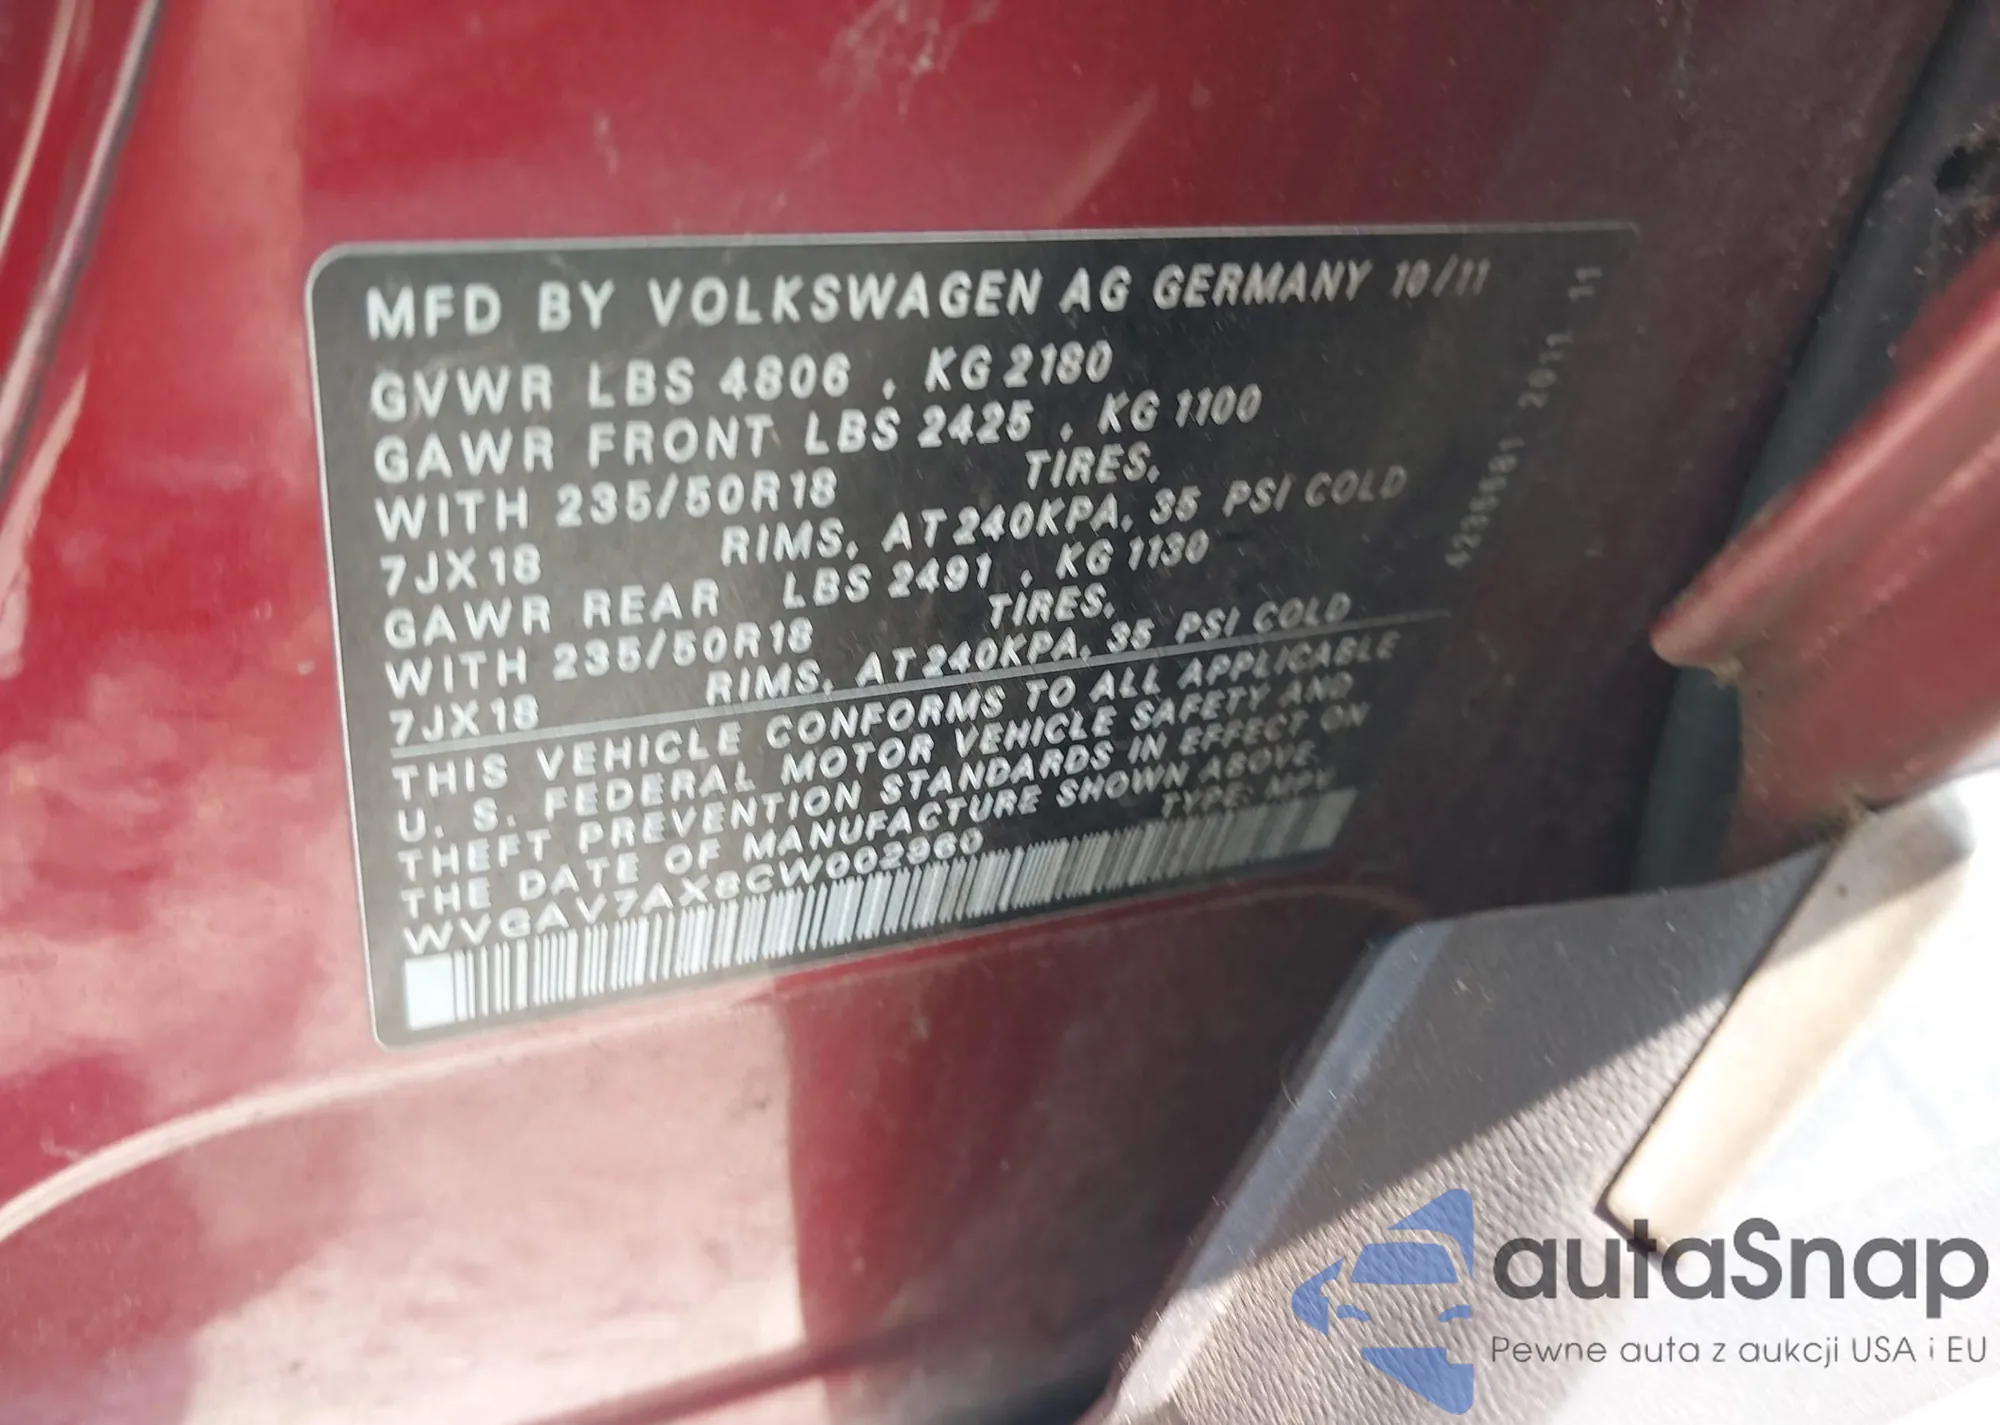 MFD BY VOLKSWAGEN AG GERMANY 10/11
GVWR LBS 4806 , KG 2180
GAWR FRONT LBS 2425 , KG 1100
WITH 235/50R18 TIRES,
7JX18 RIMS, AT 240KPA, 35 PSI COLD
GAWR REAR LBS 2491 , KG 1130
WITH 235/50R18 TIRES,
7JX18 RIMS, AT 240KPA, 35 PSI COLD
THIS VEHICLE CONFORMS TO ALL APPLICABLE
U. S. FEDERAL MOTOR VEHICLE SAFETY AND
THEFT PREVENTION STANDARDS IN EFFECT ON
THE DATE OF MANUFACTURE SHOWN ABOVE.
WVGAV7AX8CW002960 TYPE: MPV
2011 11
autaSnap
Pewne auta z aukcji USA i EU